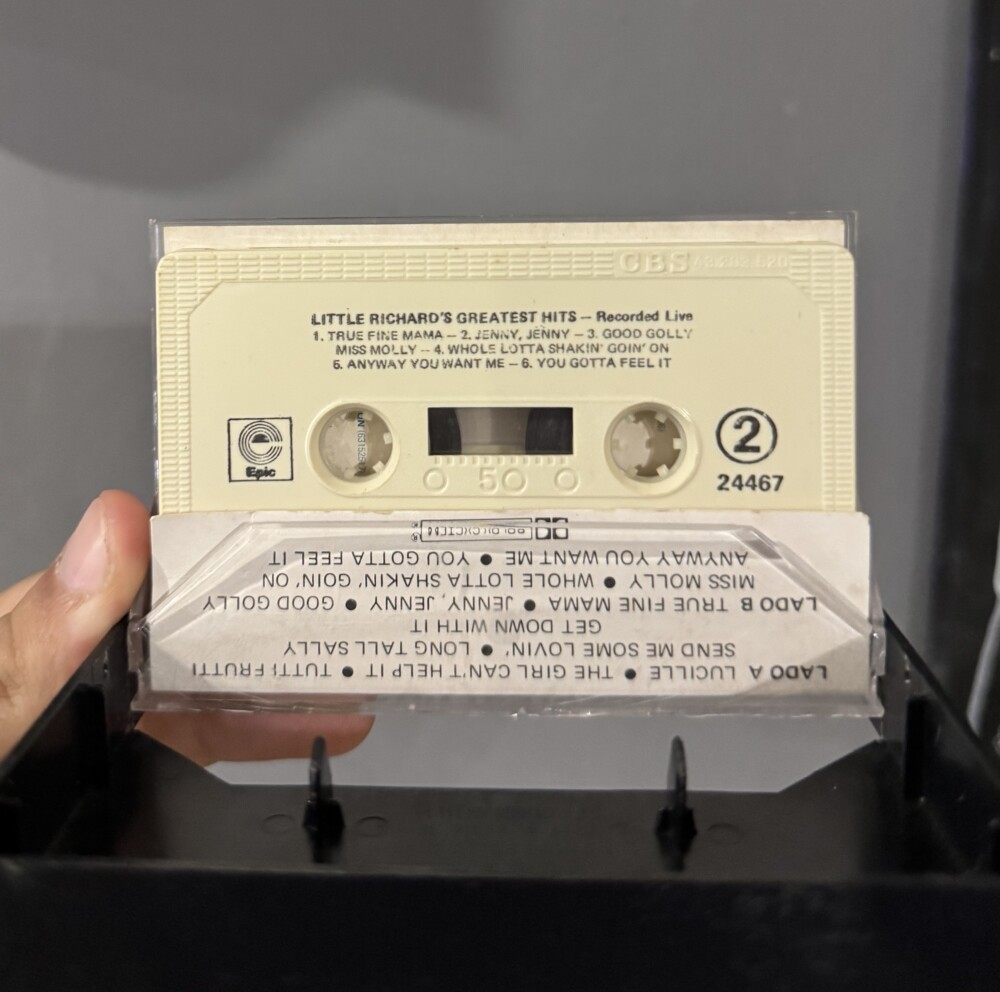 CBS
LITTLE RICHARD'S GREATEST HITS — Recorded Live
1. TRUE FINE MAMA — 2. JENNY, JENNY — 3. GOOD GOLLY
MISS MOLLY — 4. WHOLE LOTTA SHAKIN' GOIN' ON
5. ANYWAY YOU WANT ME — 6. YOU GOTTA FEEL IT
Epic
50
2
24467
LADO A LUCILLE ● THE GIRL CAN'T HELP IT ● TUTTI FRUTTI
SEND ME SOME LOVIN' ● LONG TALL SALLY
GET DOWN WITH IT
LADO B TRUE FINE MAMA ● JENNY, JENNY ● GOOD GOLLY
MISS MOLLY ● WHOLE LOTTA SHAKIN' GOIN' ON
ANYWAY YOU WANT ME ● YOU GOTTA FEEL IT